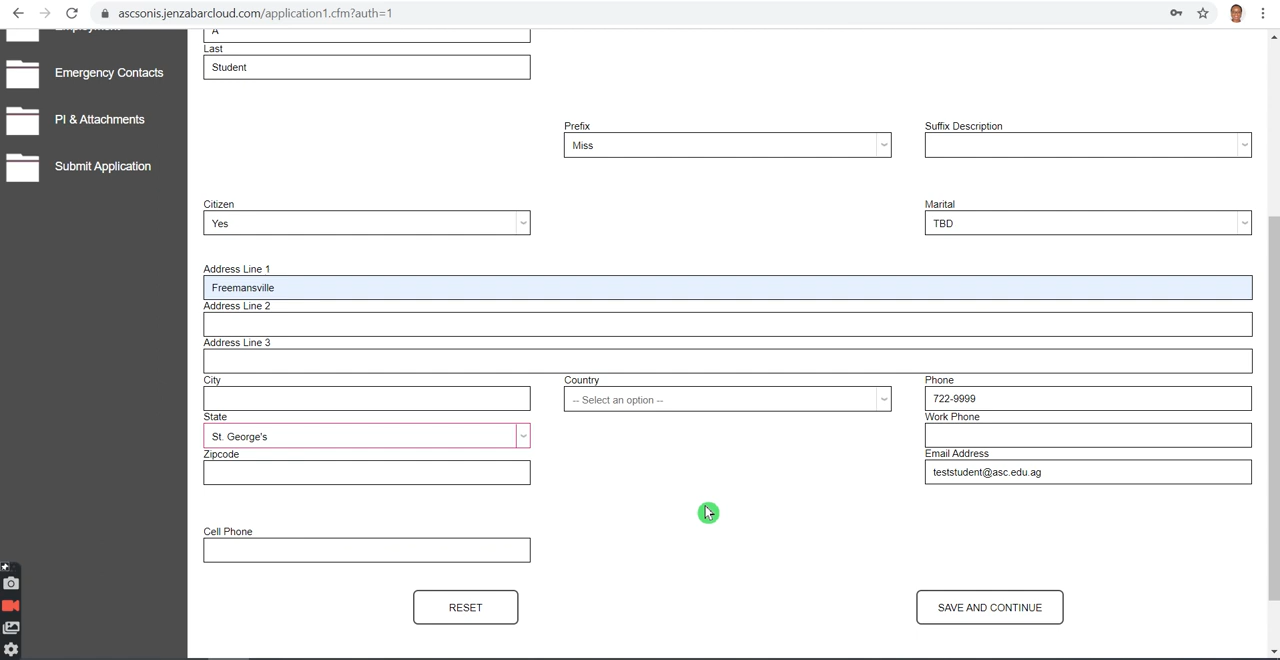 ascsonis.jenzabarcloud.com/application1.cfm?auth=1
Employment
Emergency Contacts
PI & Attachments
Submit Application
A
Last
Student
Prefix
Miss
Suffix Description
Citizen
Yes
Marital
TBD
Address Line 1
Freemansville
Address Line 2
Address Line 3
City
Country
-- Select an option --
Phone
722-9999
State
St. George's
Work Phone
Zipcode
Email Address
teststudent@asc.edu.ag
Cell Phone
RESET
SAVE AND CONTINUE